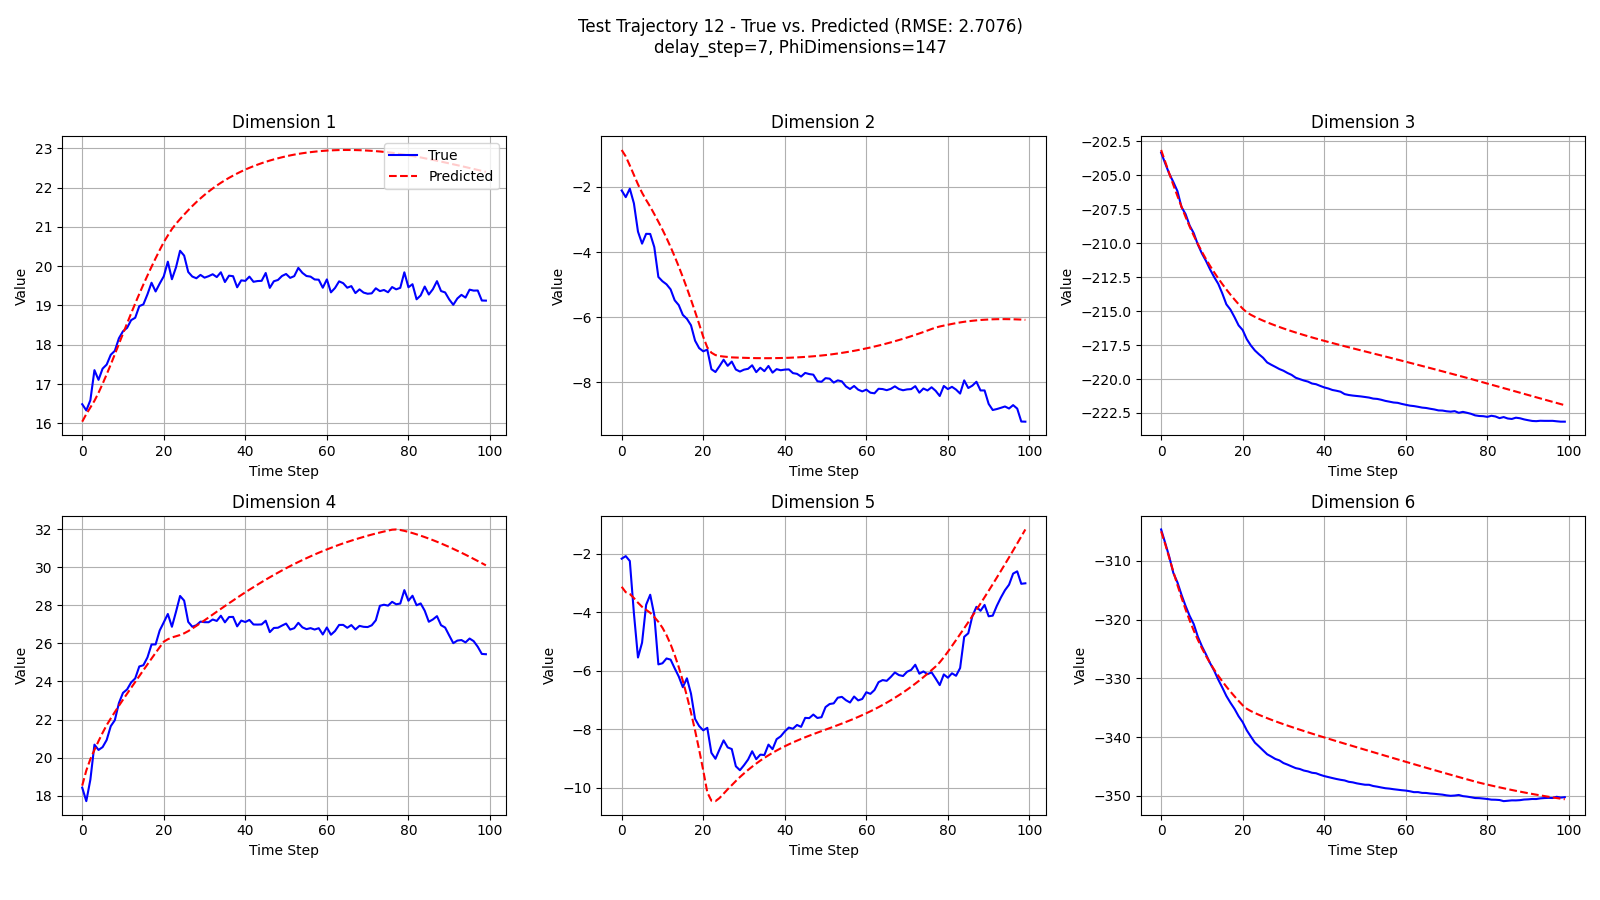 Test Trajectory 12 - True vs. Predicted (RMSE: 2.7076)
delay_step=7, PhiDimensions=147
Dimension 1
23
22
21
20
19
18
17
16
Value
0 20 40 60 80 100
Time Step
True
Predicted
Dimension 2
−2
−4
−6
−8
Value
0 20 40 60 80 100
Time Step
Dimension 3
−202.5
−205.0
−207.5
−210.0
−212.5
−215.0
−217.5
−220.0
−222.5
Value
0 20 40 60 80 100
Time Step
Dimension 4
32
30
28
26
24
22
20
18
Value
0 20 40 60 80 100
Time Step
Dimension 5
−2
−4
−6
−8
−10
Value
0 20 40 60 80 100
Time Step
Dimension 6
−310
−320
−330
−340
−350
Value
0 20 40 60 80 100
Time Step